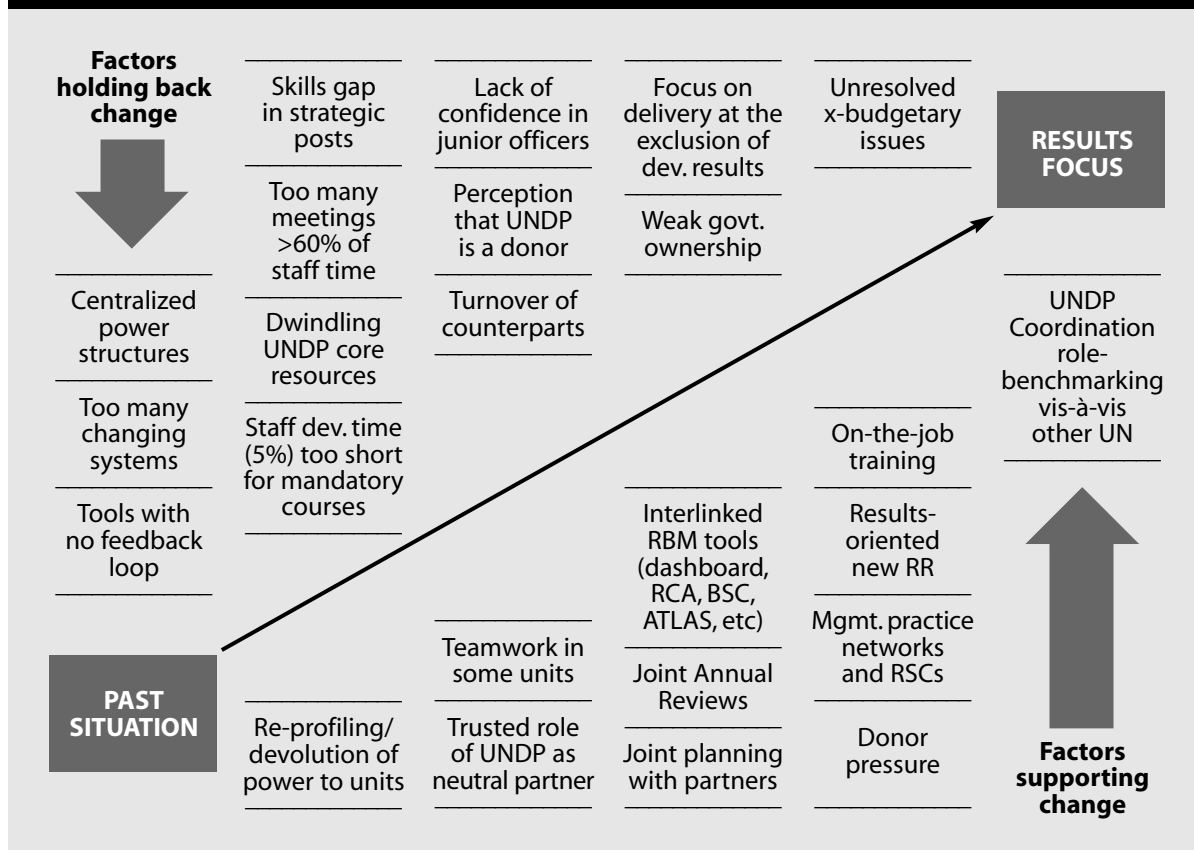 Factors
holding back
change
Centralized
power
structures
Too many
changing
systems
Tools with
no feedback
loop
PAST
SITUATION
Skills gap
in strategic
posts
Too many
meetings
>60% of
staff time
Dwindling
UNDP core
resources
Staff dev. time
(5%) too short
for mandatory
courses
Re-profiling/
devolution of
power to units
Lack of
confidence in
junior officers
Perception
that UNDP
is a donor
Turnover of
counterparts
Teamwork in
some units
Trusted role
of UNDP as
neutral partner
Focus on
delivery at the
exclusion of
dev. results
Weak govt.
ownership
Interlinked
RBM tools
(dashboard,
RCA, BSC,
ATLAS, etc)
Joint Annual
Reviews
Joint planning
with partners
Unresolved
x-budgetary
issues
On-the-job
training
Results-
oriented
new RR
Mgmt. practice
networks
and RSCs
Donor
pressure
RESULTS
FOCUS
UNDP
Coordination
role-
benchmarking
vis-à-vis
other UN
Factors
supporting
change